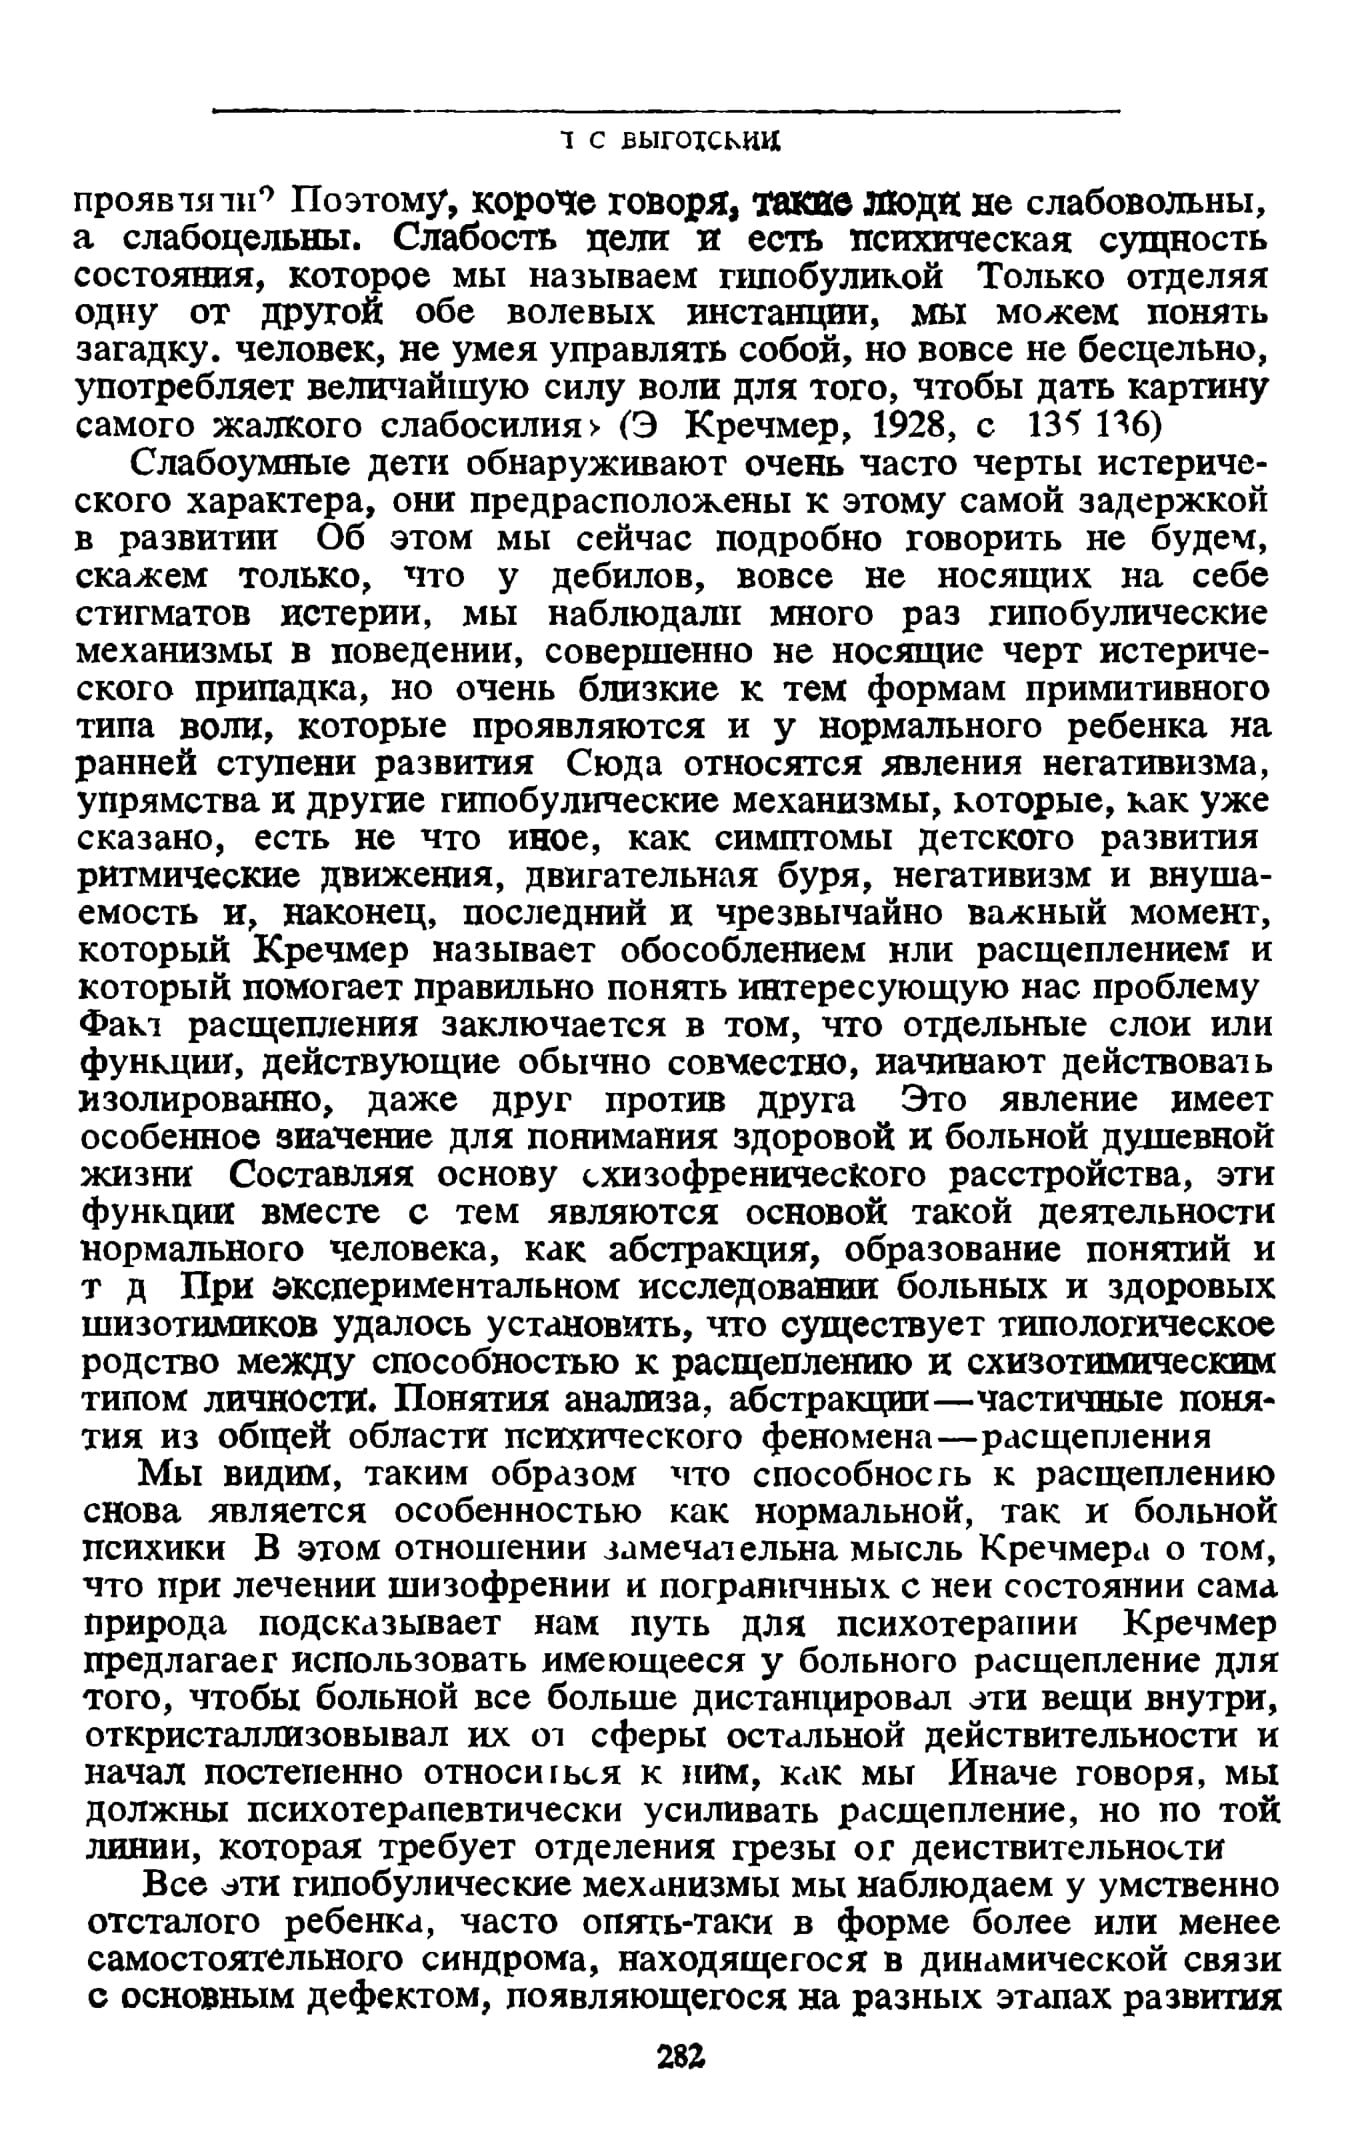 Л С ВЫГОТСКИЙ
проявляли? Поэтому, короче говоря, такие люди не слабовольны,
а слабоцельны. Слабость цели и есть психическая сущность
состояния, которое мы называем гипобуликой Только отделяя
одну от другой обе волевых инстанции, мы можем понять
загадку. человек, не умея управлять собой, но вовсе не бесцельно,
употребляет величайшую силу воли для того, чтобы дать картину
самого жалкого слабосилия» (Э Кречмер, 1928, с 135 136)
Слабоумные дети обнаруживают очень часто черты истериче-
ского характера, они предрасположены к этому самой задержкой
в развитии Об этом мы сейчас подробно говорить не будем,
скажем только, что у дебилов, вовсе не носящих на себе
стигматов истерии, мы наблюдали много раз гипобулические
механизмы в поведении, совершенно не носящие черт истериче-
ского припадка, но очень близкие к тем формам примитивного
типа воли, которые проявляются и у нормального ребенка на
ранней ступени развития Сюда относятся явления негативизма,
упрямства и другие гипобулические механизмы, которые, как уже
сказано, есть не что иное, как симптомы детского развития
ритмические движения, двигательная буря, негативизм и внуша-
емость и, наконец, последний и чрезвычайно важный момент,
который Кречмер называет обособлением или расщеплением и
который помогает правильно понять интересующую нас проблему
Факт расщепления заключается в том, что отдельные слои или
функции, действующие обычно совместно, начинают действовать
изолированно, даже друг против друга Это явление имеет
особенное значение для понимания здоровой и больной душевной
жизни Составляя основу схизофренического расстройства, эти
функции вместе с тем являются основой такой деятельности
нормального человека, как абстракция, образование понятий и
т д При экспериментальном исследовании больных и здоровых
шизотимиков удалось установить, что существует типологическое
родство между способностью к расщеплению и схизотимическим
типом личности. Понятия анализа, абстракции—частичные поня-
тия из общей области психического феномена—расщепления
Мы видим, таким образом что способность к расщеплению
снова является особенностью как нормальной, так и больной
психики В этом отношении замечательна мысль Кречмера о том,
что при лечении шизофрении и пограничных с ней состоянии сама
природа подсказывает нам путь для психотерапии Кречмер
предлагает использовать имеющееся у больного расщепление для
того, чтобы больной все больше дистанцировал эти вещи внутри,
откристаллизовывал их от сферы остальной действительности и
начал постепенно относиться к ним, как мы Иначе говоря, мы
должны психотерапевтически усиливать расщепление, но по той
линии, которая требует отделения грезы от действительности
Все эти гипобулические механизмы мы наблюдаем у умственно
отсталого ребенка, часто опять-таки в форме более или менее
самостоятельного синдрома, находящегося в динамической связи
с основным дефектом, появляющегося на разных этапах развития
282